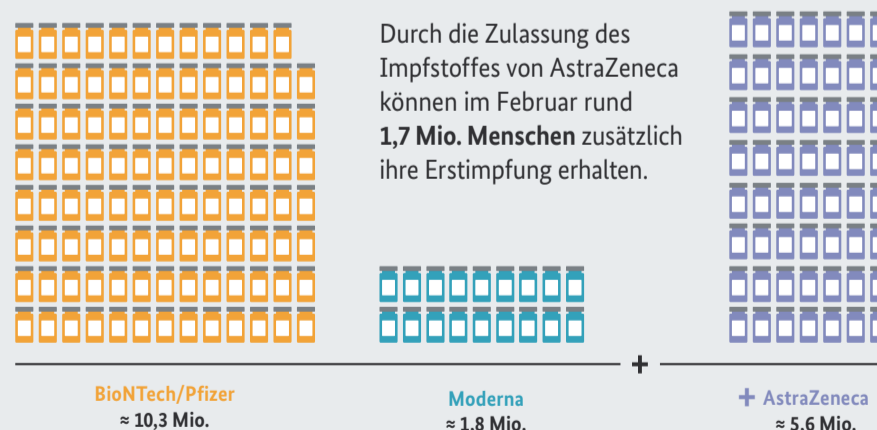 Durch die Zulassung des
Impfstoffes von AstraZeneca
können im Februar rund
1,7 Mio. Menschen zusätzlich
ihre Erstimpfung erhalten.
+
BioNTech/Pfizer
≈ 10,3 Mio.
Moderna
≈ 1,8 Mio.
+ AstraZeneca
≈ 5,6 Mio.